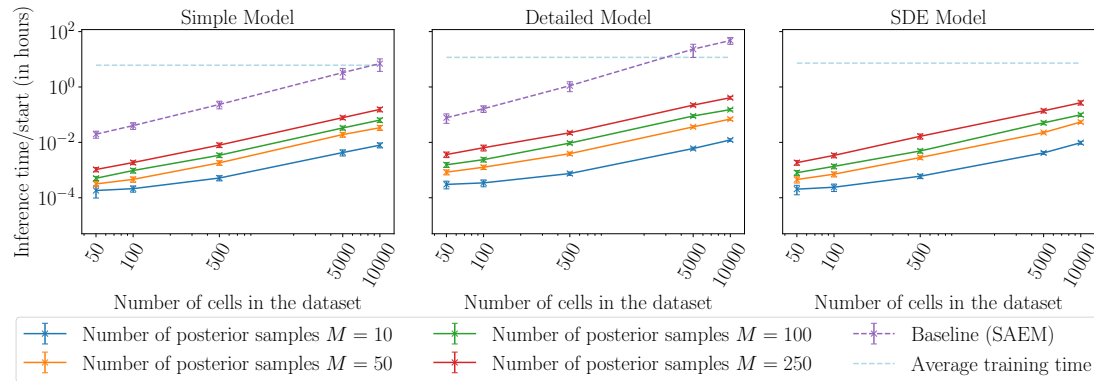 Simple Model
Detailed Model
SDE Model
Inference time/start (in hours)
10^2
10^0
10^−2
10^−4
50
100
500
5000
10000
50
100
500
5000
10000
50
100
500
5000
10000
Number of cells in the dataset
Number of cells in the dataset
Number of cells in the dataset
Number of posterior samples M = 10
Number of posterior samples M = 50
Number of posterior samples M = 100
Number of posterior samples M = 250
Baseline (SAEM)
Average training time